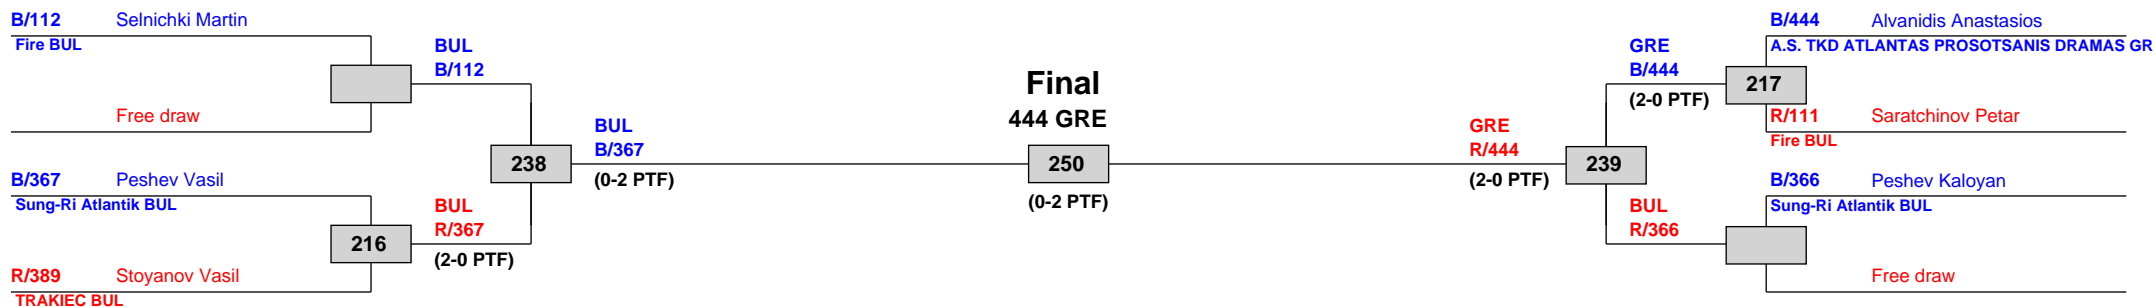 B/112 Selnichki Martin
Fire BUL
Free draw
B/367 Peshev Vasil
Sung-Ri Atlantik BUL
216
R/389 Stoyanov Vasil
TRAKIEC BUL
BUL
B/112
238
BUL
R/367
(2-0 PTF)
BUL
B/367
(0-2 PTF)
Final
444 GRE
250
(0-2 PTF)
GRE
R/444
(2-0 PTF)
239
GRE
B/444
(2-0 PTF)
BUL
R/366
B/444 Alvanidis Anastasios
A.S. TKD ATLANTAS PROSOTSANIS DRAMAS GR
217
R/111 Saratchinov Petar
Fire BUL
B/366 Peshev Kaloyan
Sung-Ri Atlantik BUL
Free draw